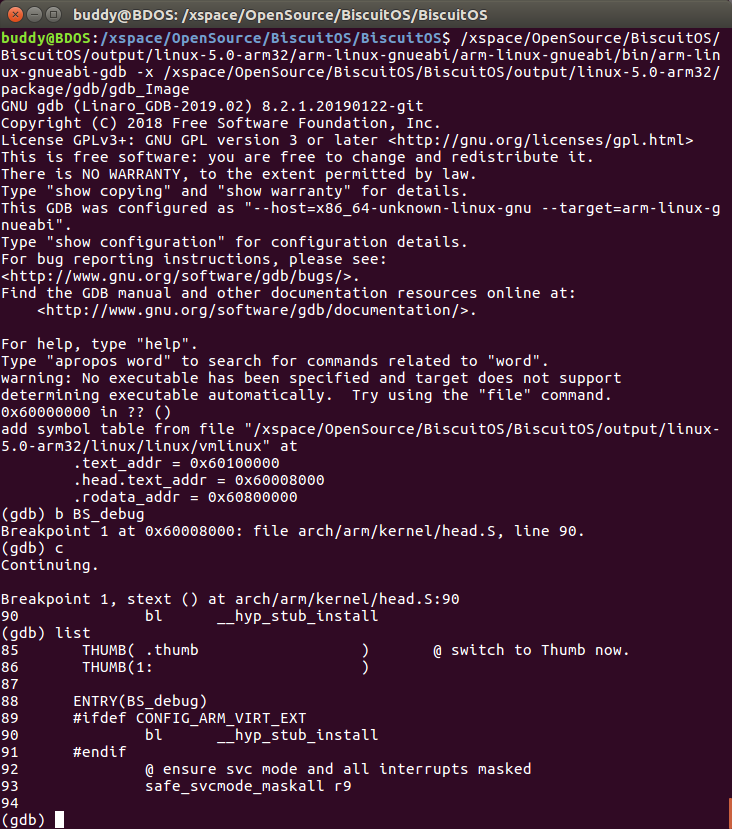 buddy@BDOS: /xspace/OpenSource/BiscuitOS/BiscuitOS
buddy@BDOS:/xspace/OpenSource/BiscuitOS/BiscuitOS$ /xspace/OpenSource/BiscuitOS/
BiscuitOS/output/linux-5.0-arm32/arm-linux-gnueabi/arm-linux-gnueabi/bin/arm-lin
ux-gnueabi-gdb -x /xspace/OpenSource/BiscuitOS/BiscuitOS/output/linux-5.0-arm32/
package/gdb/gdb_Image
GNU gdb (Linaro_GDB-2019.02) 8.2.1.20190122-git
Copyright (C) 2018 Free Software Foundation, Inc.
License GPLv3+: GNU GPL version 3 or later <http://gnu.org/licenses/gpl.html>
This is free software: you are free to change and redistribute it.
There is NO WARRANTY, to the extent permitted by law.
Type "show copying" and "show warranty" for details.
This GDB was configured as "--host=x86_64-unknown-linux-gnu --target=arm-linux-g
nueabi".
Type "show configuration" for configuration details.
For bug reporting instructions, please see:
<http://www.gnu.org/software/gdb/bugs/>.
Find the GDB manual and other documentation resources online at:
    <http://www.gnu.org/software/gdb/documentation/>.
For help, type "help".
Type "apropos word" to search for commands related to "word".
warning: No executable has been specified and target does not support
determining executable automatically.  Try using the "file" command.
0x60000000 in ?? ()
add symbol table from file "/xspace/OpenSource/BiscuitOS/BiscuitOS/output/linux-
5.0-arm32/linux/linux/vmlinux" at
        .text_addr = 0x60100000
        .head.text_addr = 0x60008000
        .rodata_addr = 0x60800000
(gdb) b BS_debug
Breakpoint 1 at 0x60008000: file arch/arm/kernel/head.S, line 90.
(gdb) c
Continuing.
Breakpoint 1, stext () at arch/arm/kernel/head.S:90
90              bl      __hyp_stub_install
(gdb) list
85       THUMB( .thumb                  )       @ switch to Thumb now.
86       THUMB(1:                       )
87
88      ENTRY(BS_debug)
89      #ifdef CONFIG_ARM_VIRT_EXT
90              bl      __hyp_stub_install
91      #endif
92              @ ensure svc mode and all interrupts masked
93              safe_svcmode_maskall r9
94
(gdb)